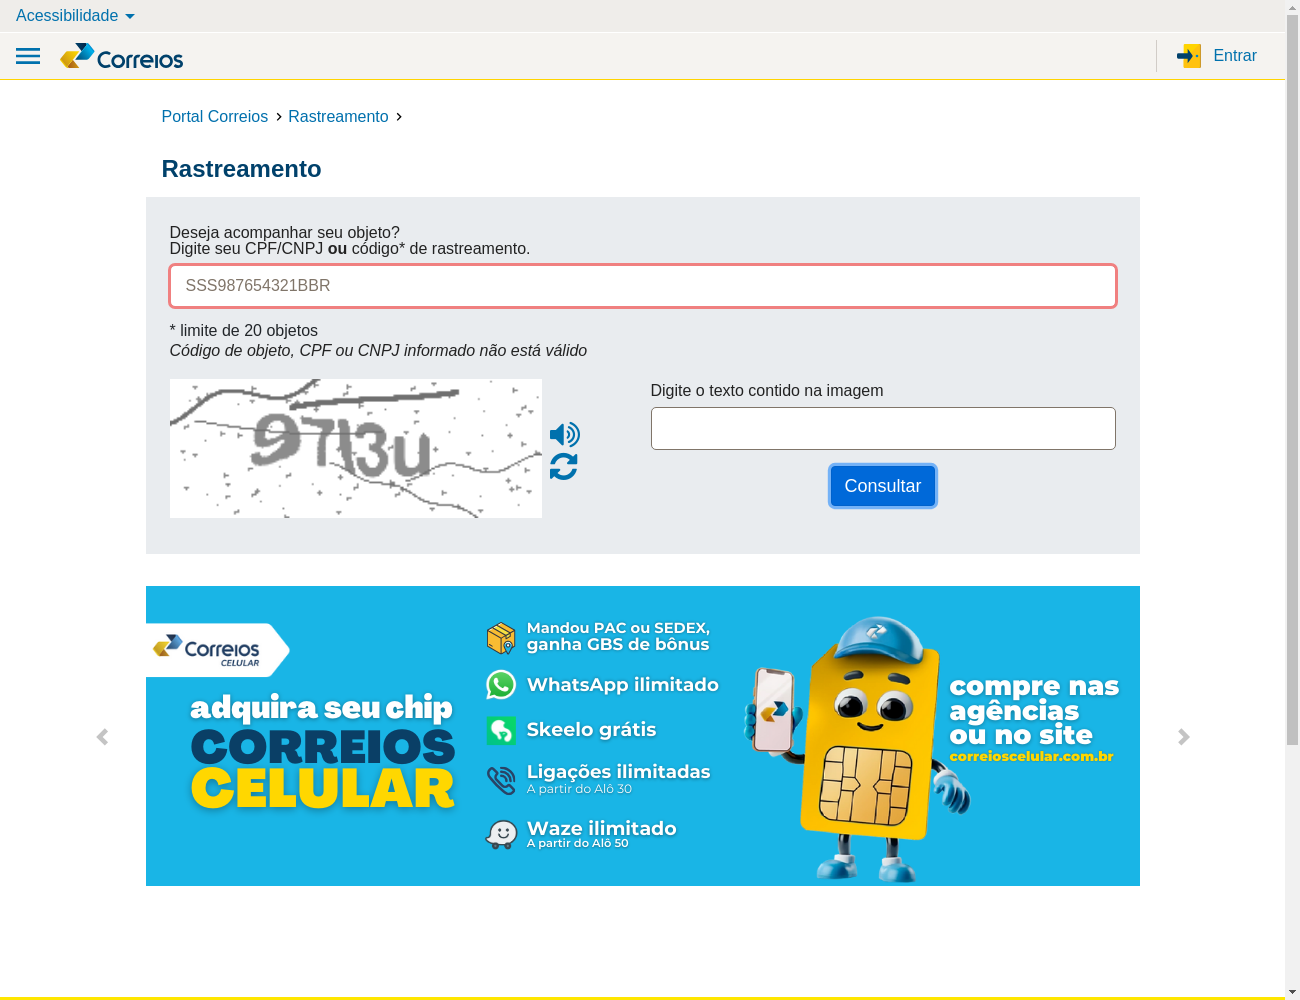 Acessibilidade
Correios
Entrar
Portal Correios
Rastreamento
Rastreamento
Deseja acompanhar seu objeto?
Digite seu CPF/CNPJ ou código* de rastreamento.
SSS987654321BBR
* limite de 20 objetos
Código de objeto, CPF ou CNPJ informado não está válido
Digite o texto contido na imagem
Consultar
Correios
CELULAR
adquira seu chip
CORREIOS
CELULAR
Mandou PAC ou SEDEX,
ganha GBS de bônus
WhatsApp ilimitado
Skeelo grátis
Ligações ilimitadas
A partir do Alô 30
Waze ilimitado
A partir do Alô 50
compre nas
agências
ou no site
correioscelular.com.br